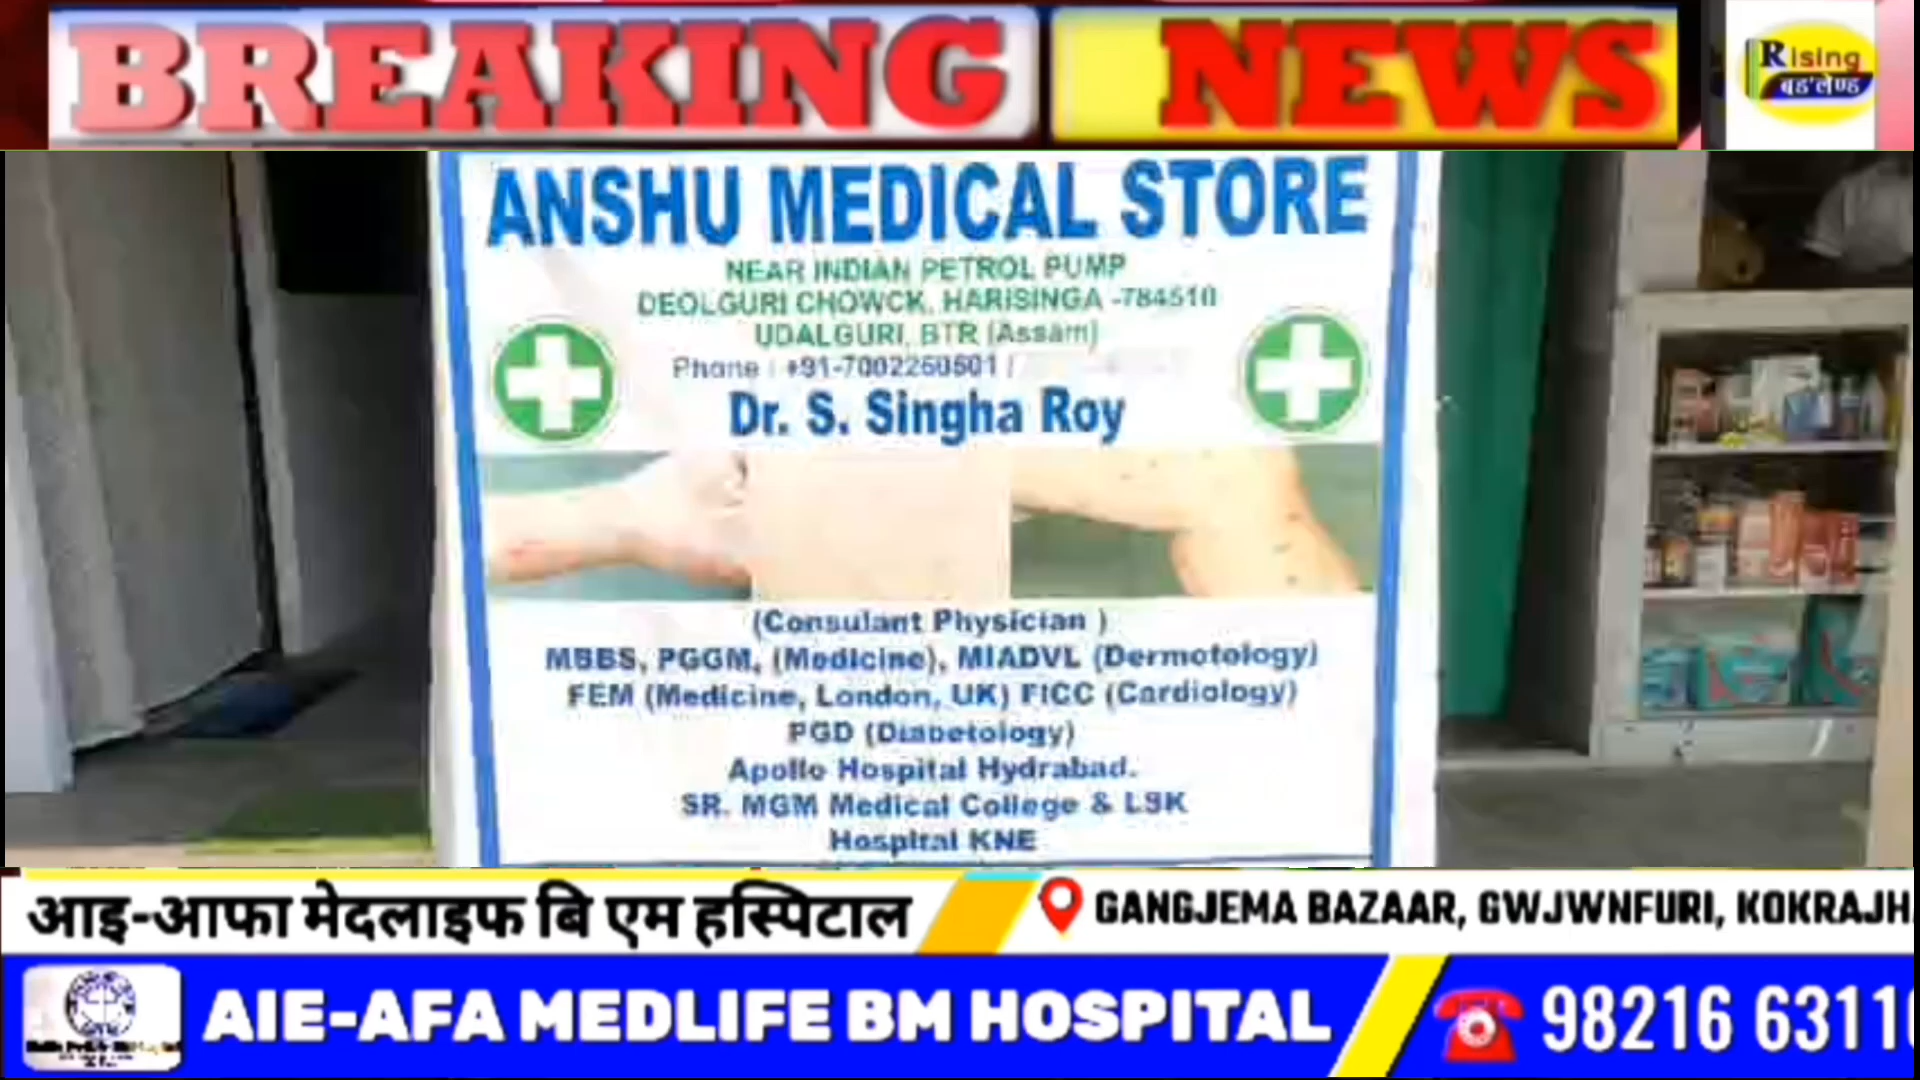 BREAKING NEWS
Rising
बड'लेण्ड
ANSHU MEDICAL STORE
NEAR INDIAN PETROL PUMP
DEOLGURI CHOWCK, HARISINGA -784510
UDALGURI, BTR (Assam)
Phone : +91-7002260501 /
Dr. S. Singha Roy
(Consulant Physician )
MBBS, PGGM, (Medicine), MIADVL (Dermotology)
FEM (Medicine, London, UK) FICC (Cardiology)
PGD (Diabetology)
Apollo Hospital Hydrabad.
SR. MGM Medical College & LSK
Hospital KNE
आइ-आफा मेदलाइफ बि एम हस्पिटाल
GANGJEMA BAZAAR, GWJWNFURI, KOKRAJH
AIE-AFA MEDLIFE BM HOSPITAL
98216 6311